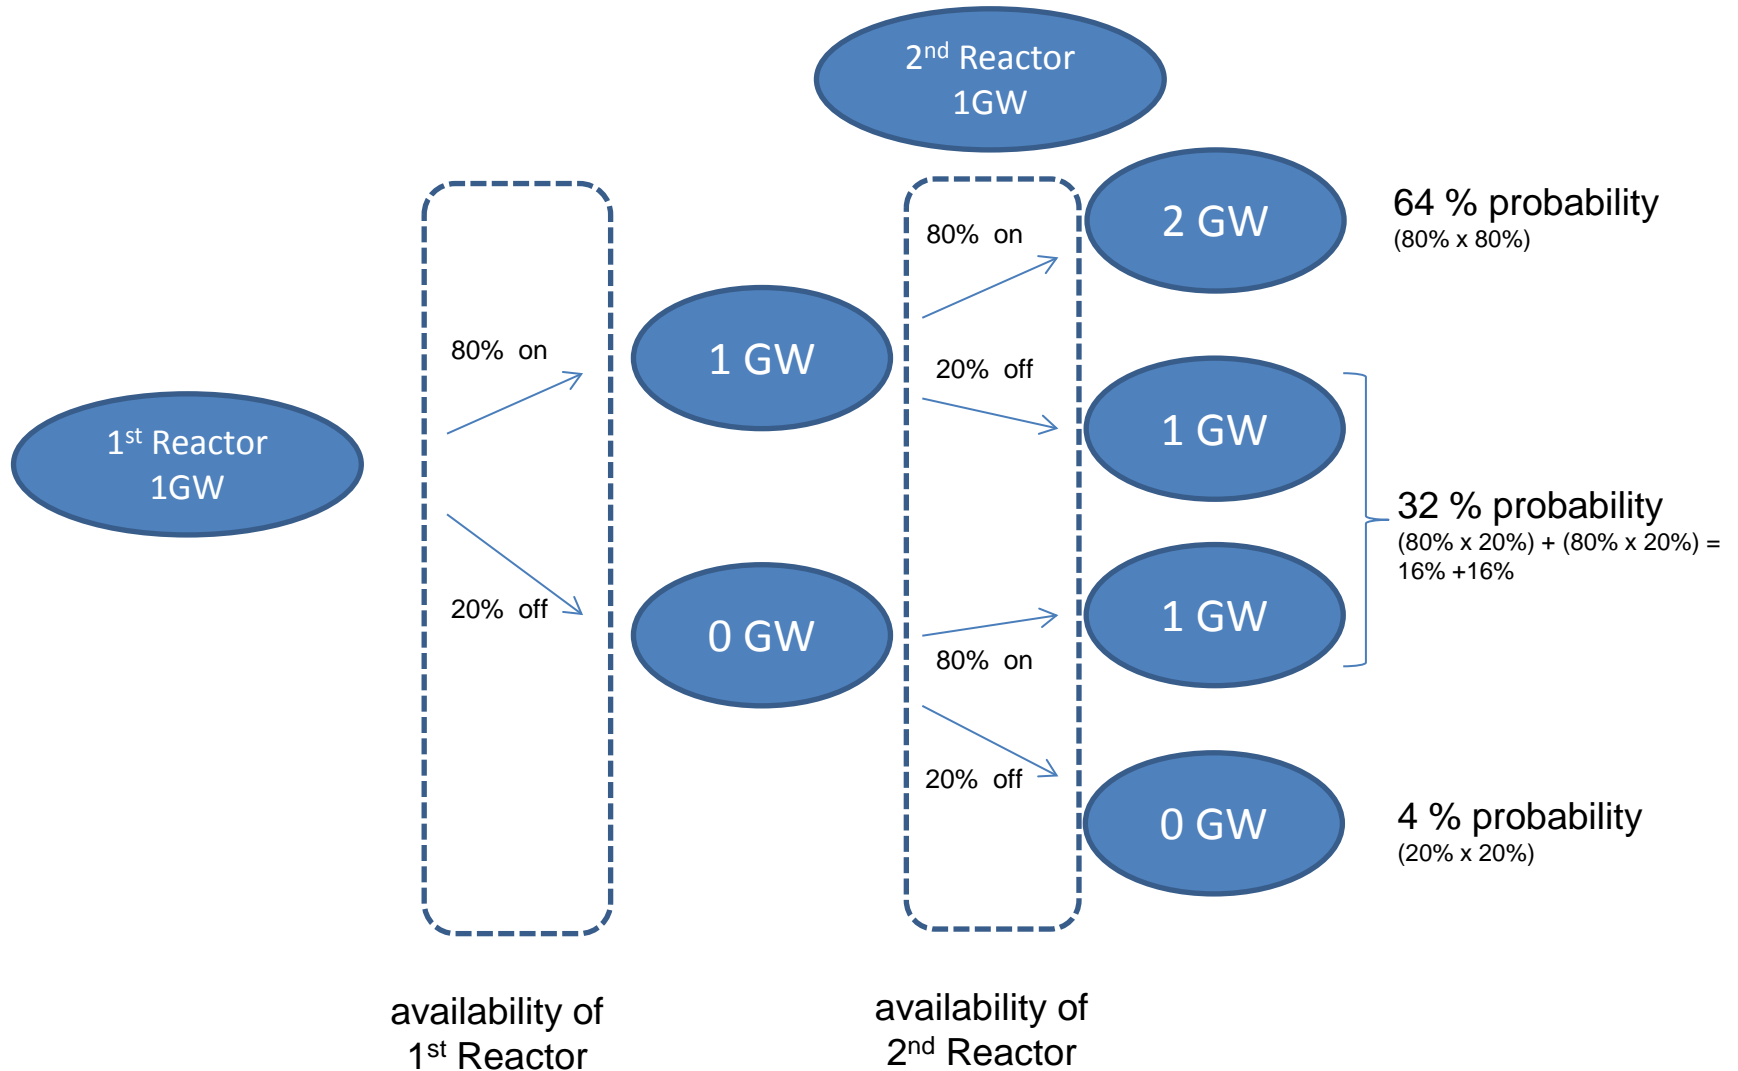 2nd Reactor
1GW
2 GW
64 % probability
(80% x 80%)
80%  on
80%  on
1 GW
20%  off
1 GW
1st Reactor
1GW
32 % probability
(80% x 20%) + (80% x 20%) =
16% +16%
20%  off
0 GW
1 GW
80%  on
20%  off
0 GW
4 % probability
(20% x 20%)
availability of
1st Reactor
availability of
2nd Reactor